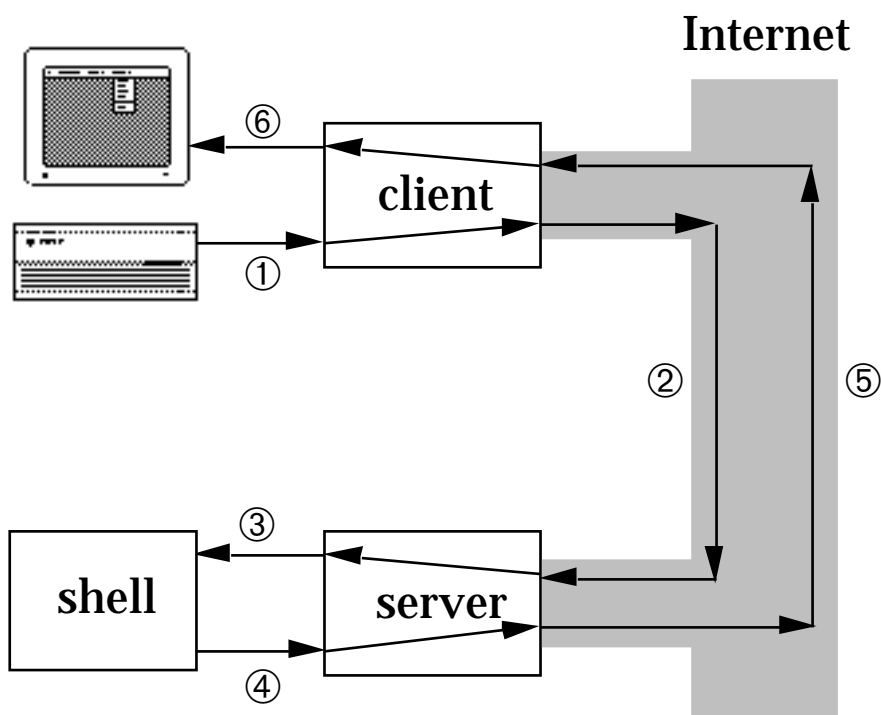 Internet
⑥
client
①
②
⑤
③
shell
server
④